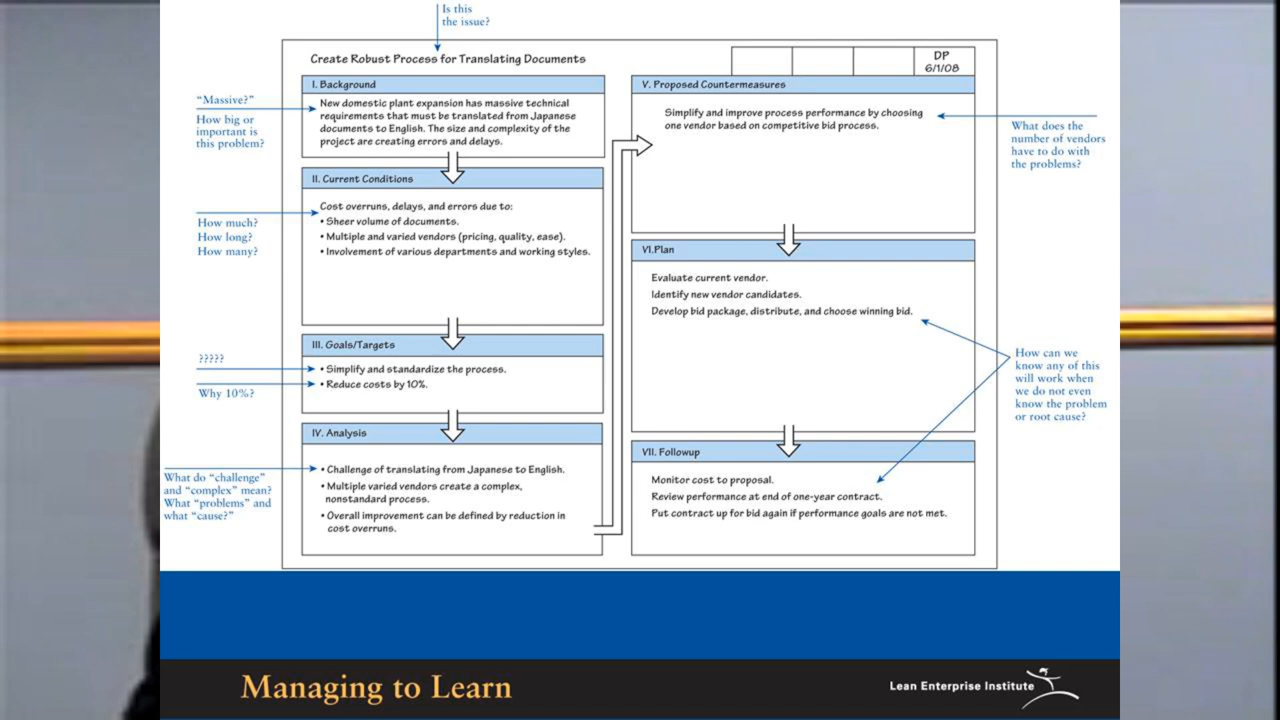 Is this
the issue?
Create Robust Process for Translating Documents
DP
6/1/08
I. Background
New domestic plant expansion has massive technical
requirements that must be translated from Japanese
documents to English. The size and complexity of the
project are creating errors and delays.
"Massive?"
How big or
important is
this problem?
II. Current Conditions
Cost overruns, delays, and errors due to:
• Sheer volume of documents.
• Multiple and varied vendors (pricing, quality, ease).
• Involvement of various departments and working styles.
How much?
How long?
How many?
III. Goals/Targets
• Simplify and standardize the process.
• Reduce costs by 10%.
?????
Why 10%?
IV. Analysis
• Challenge of translating from Japanese to English.
• Multiple varied vendors create a complex,
nonstandard process.
• Overall improvement can be defined by reduction in
cost overruns.
What do "challenge"
and "complex" mean?
What "problems" and
what "cause?"
V. Proposed Countermeasures
Simplify and improve process performance by choosing
one vendor based on competitive bid process.
What does the
number of vendors
have to do with
the problems?
VI.Plan
Evaluate current vendor.
Identify new vendor candidates.
Develop bid package, distribute, and choose winning bid.
How can we
know any of this
will work when
we do not even
know the problem
or root cause?
VII. Followup
Monitor cost to proposal.
Review performance at end of one-year contract.
Put contract up for bid again if performance goals are not met.
Managing to Learn
Lean Enterprise Institute